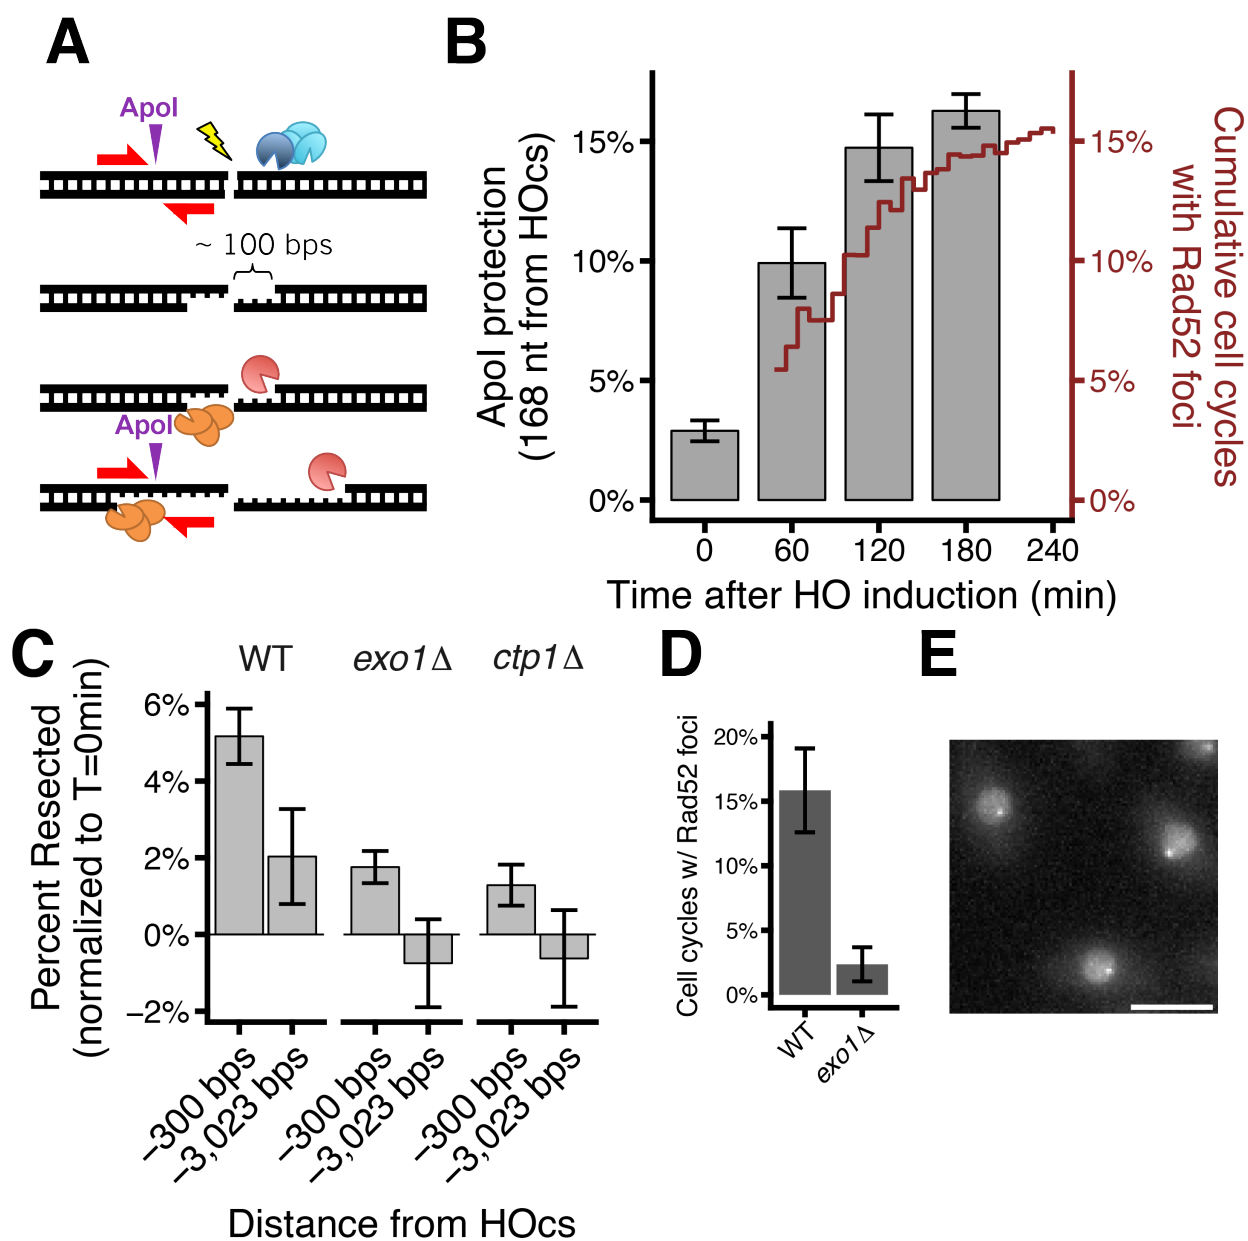 A
ApoI
~ 100 bps
ApoI
B
ApoI protection
(168 nt from HOcs)
15%
10%
5%
0%
15%
10%
5%
0%
Cumulative cell cycles
with Rad52 foci
0 60 120 180 240
Time after HO induction (min)
C
WT exo1Δ ctp1Δ
Percent Resected
(normalized to T=0min)
6%
4%
2%
0%
−2%
−300 bps
−3,023 bps
−300 bps
−3,023 bps
−300 bps
−3,023 bps
Distance from HOcs
D
Cell cycles w/ Rad52 foci
20%
15%
10%
5%
0%
WT
exo1Δ
E